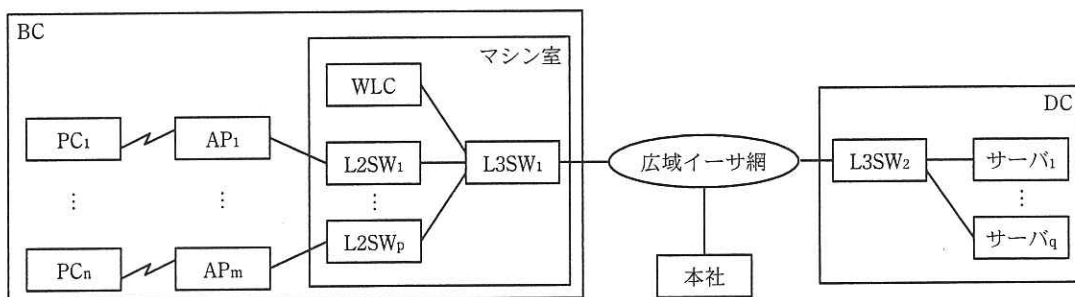 BC
マシン室
WLC
DC
PC₁
AP₁
L2SW₁
L3SW₁
広域イーサ網
L3SW₂
サーバ₁
⋮
⋮
⋮
⋮
PCn
APm
L2SWp
本社
サーバq